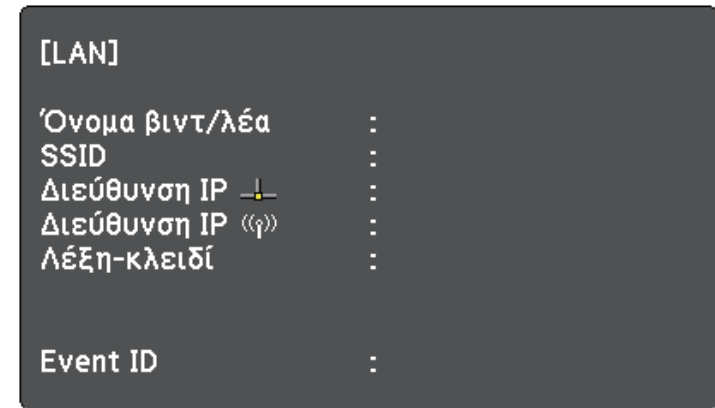 [LAN]
Όνομα βιντ/λέα :
SSID :
Διεύθυνση IP :
Διεύθυνση IP :
Λέξη-κλειδί :
Event ID :